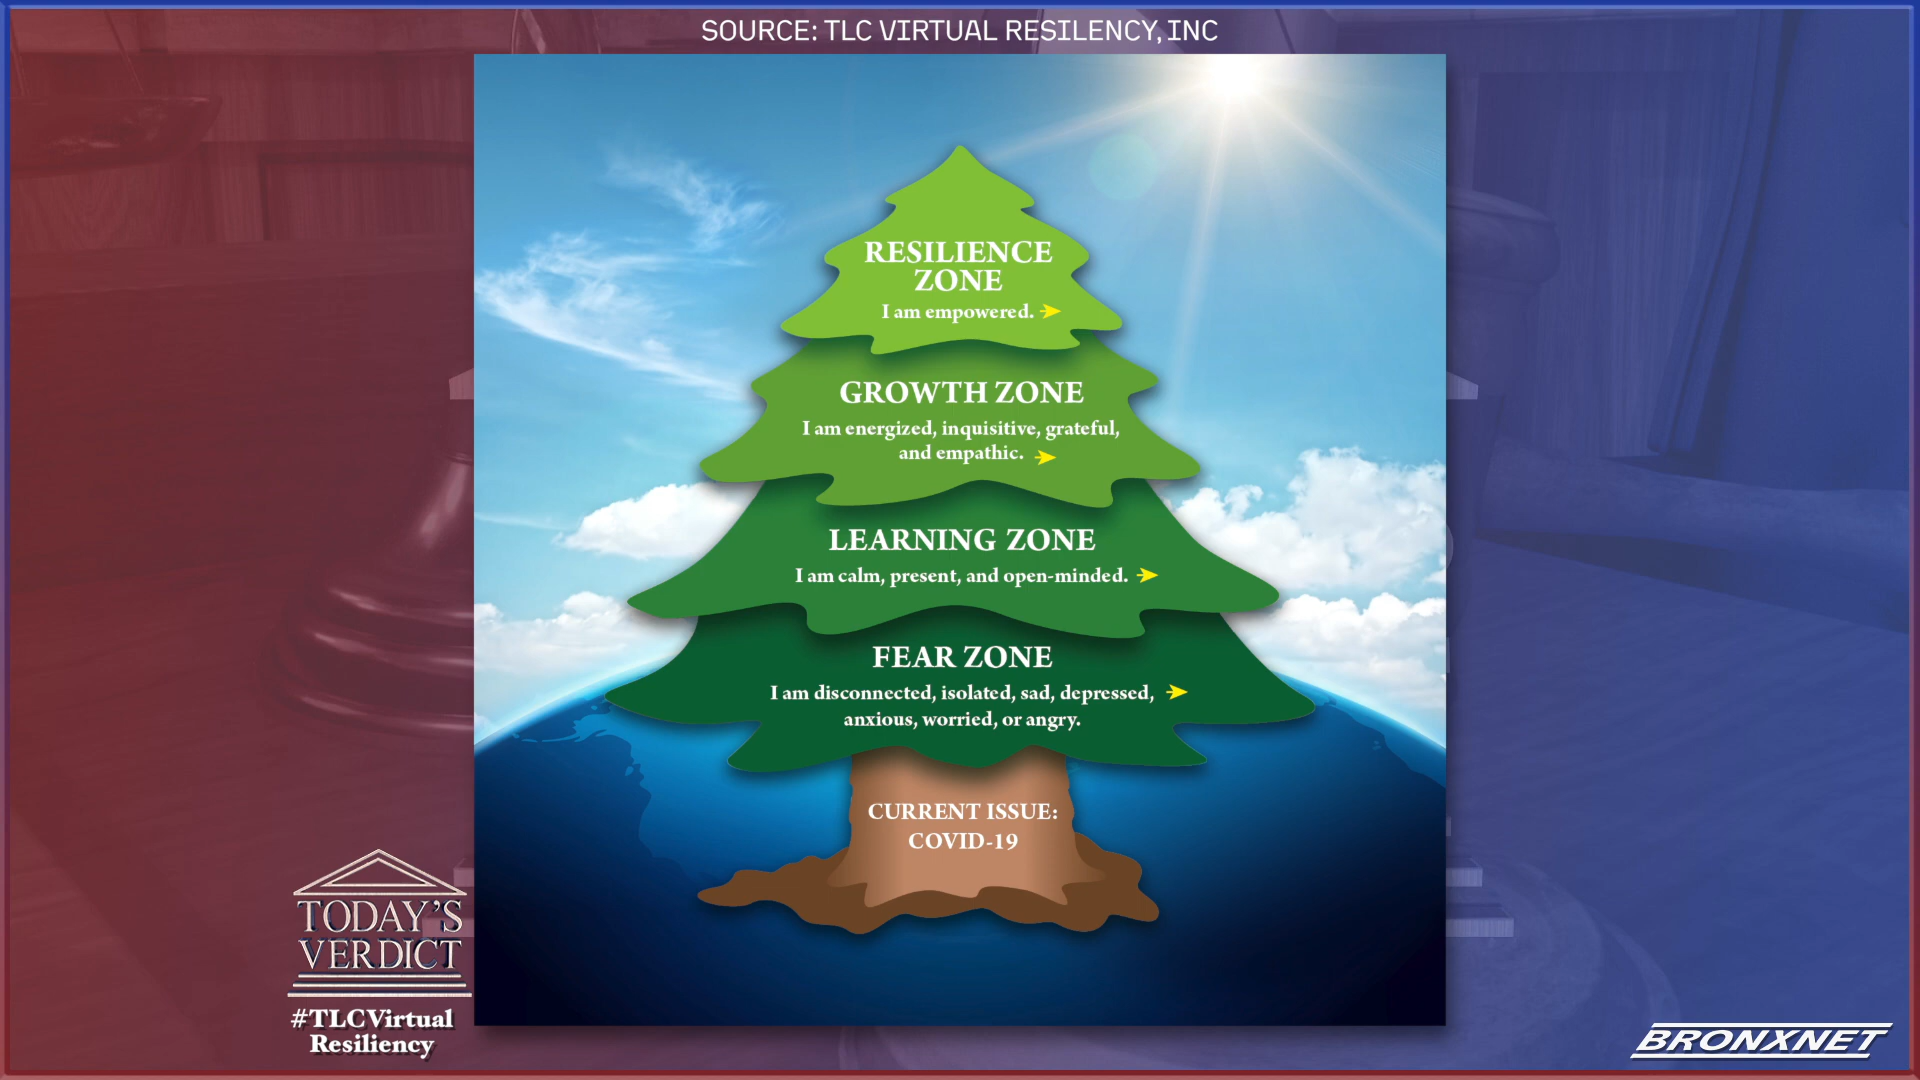 SOURCE: TLC VIRTUAL RESILENCY, INC
RESILIENCE
ZONE
I am empowered.
GROWTH ZONE
I am energized, inquisitive, grateful,
and empathic.
LEARNING ZONE
I am calm, present, and open-minded.
FEAR ZONE
I am disconnected, isolated, sad, depressed,
anxious, worried, or angry.
CURRENT ISSUE:
COVID-19
TODAY'S
VERDICT
#TLCVirtual
Resiliency
BRONXNET